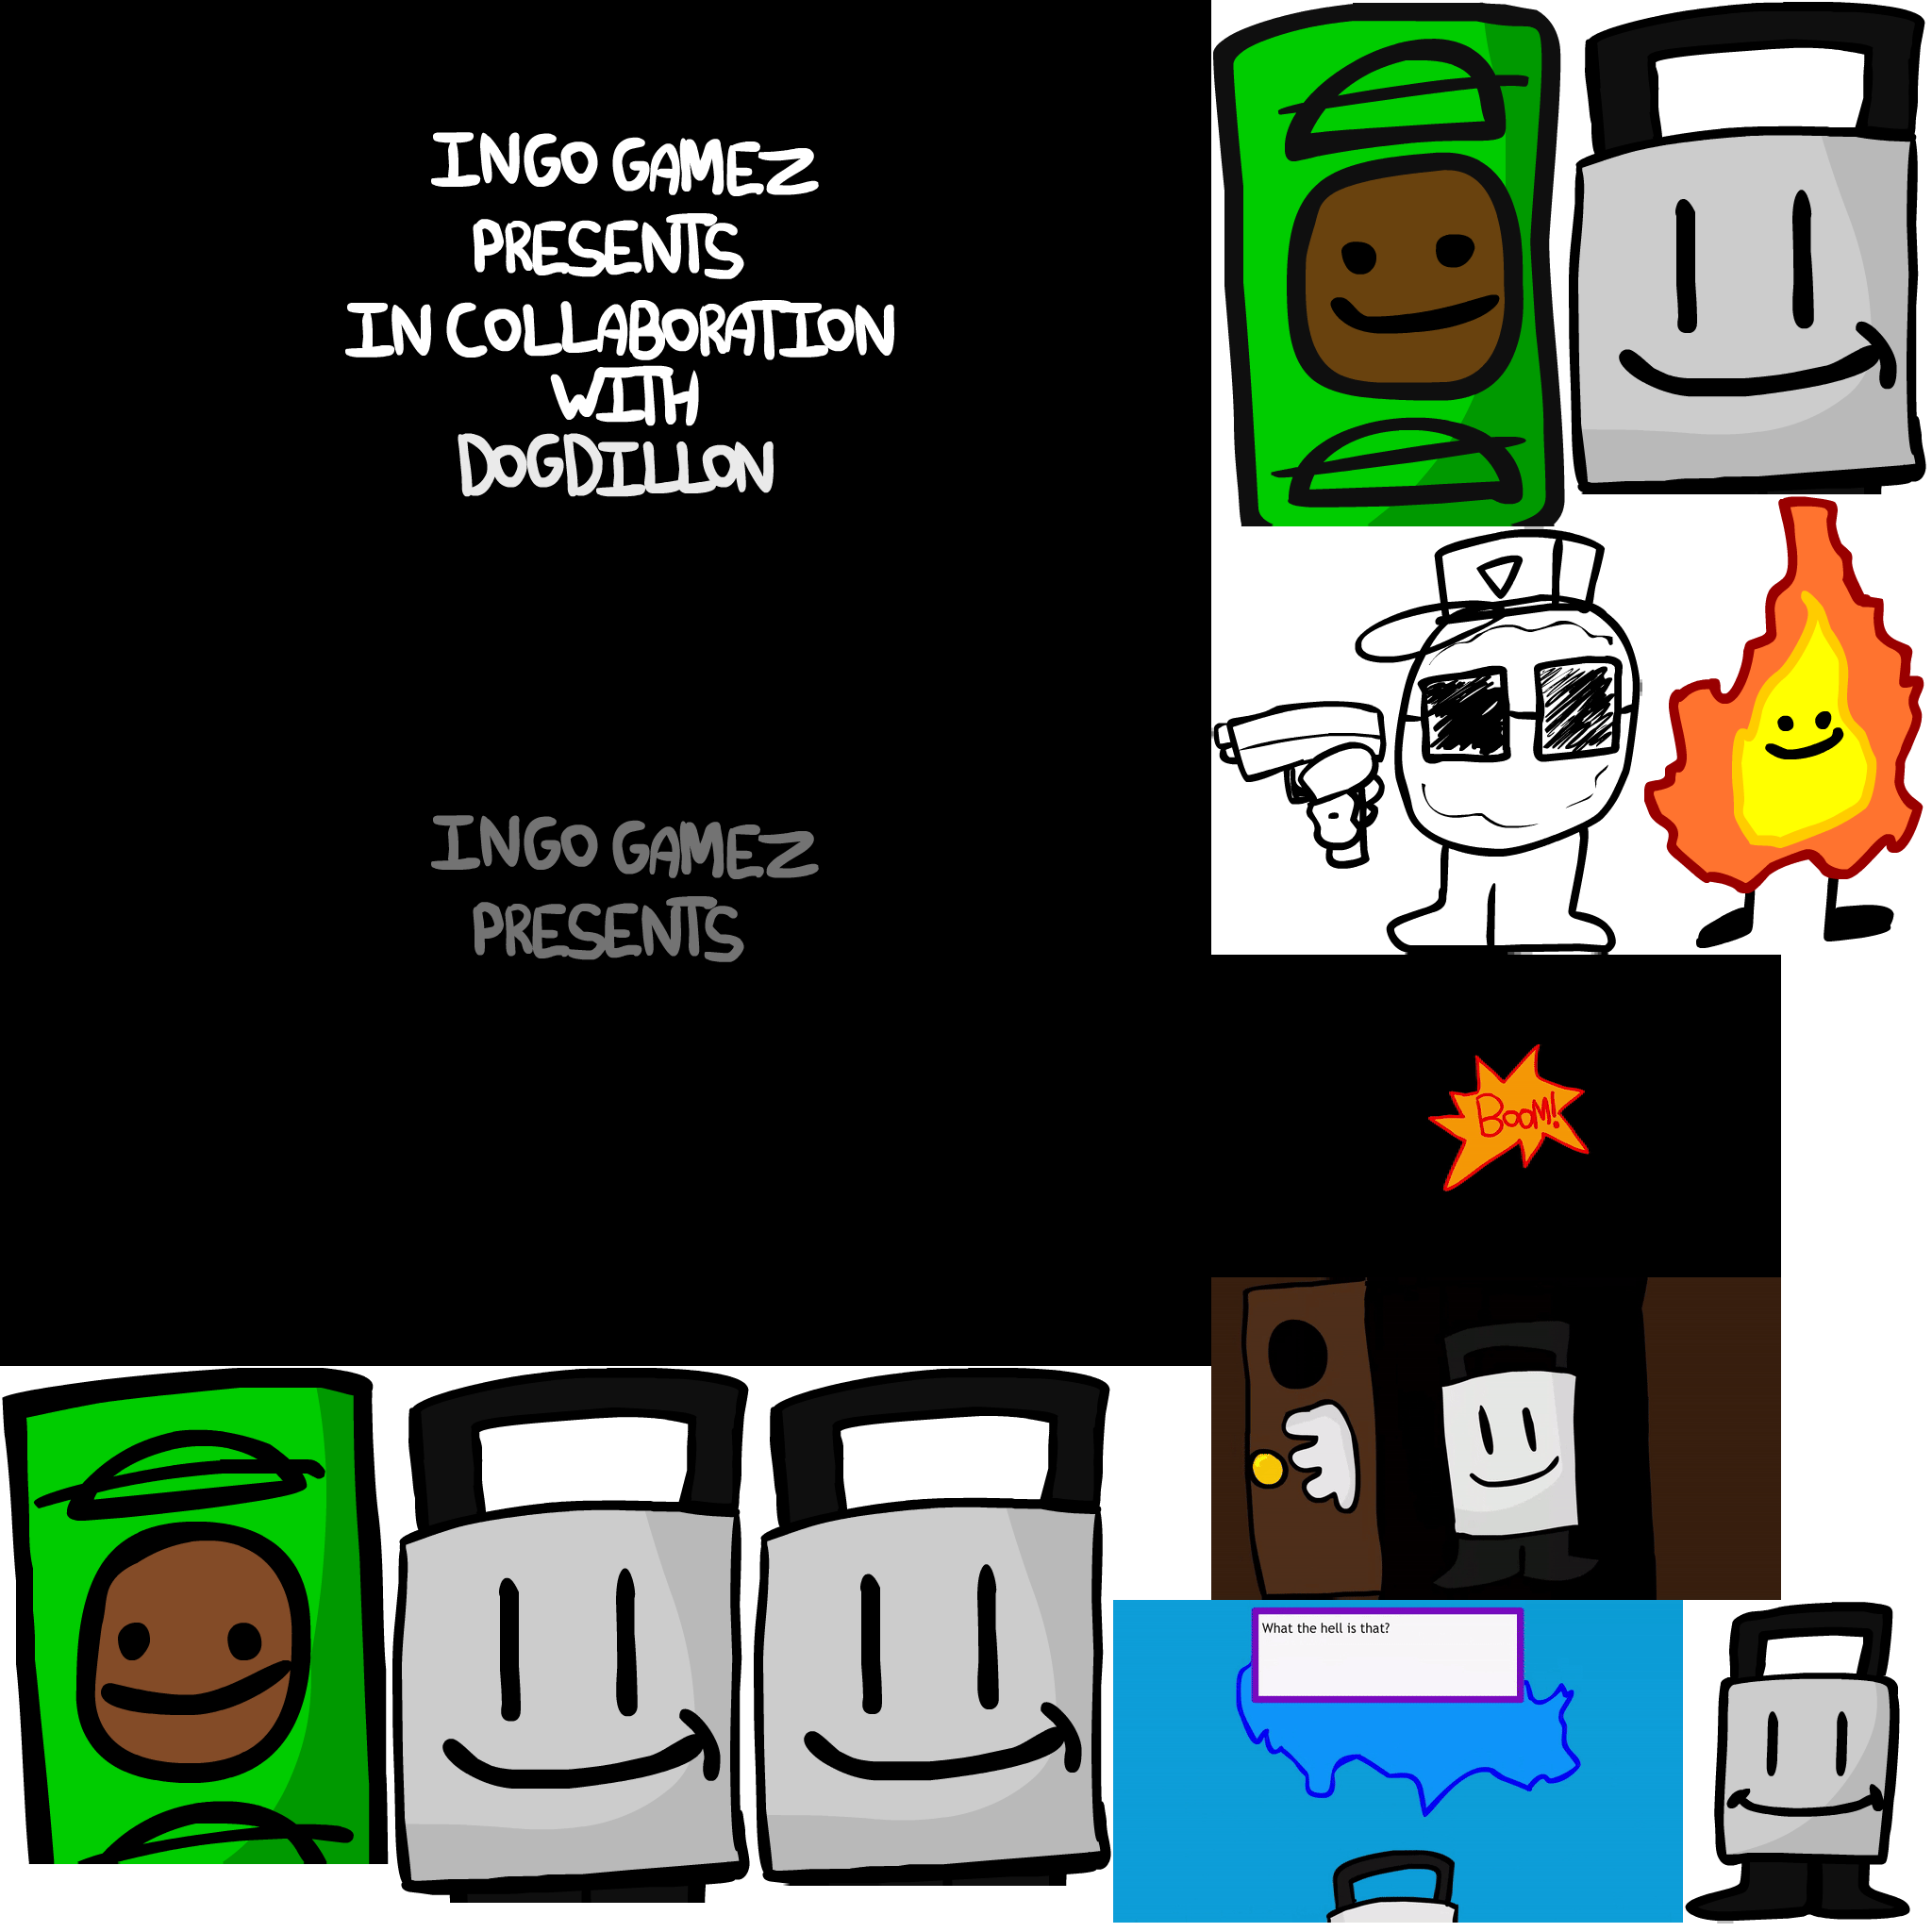 INGO GAMEZ
PRESENTS
IN COLLABORATION
WITH
DOGDILLON
INGO GAMEZ
PRESENTS
BOOM!
What the hell is that?